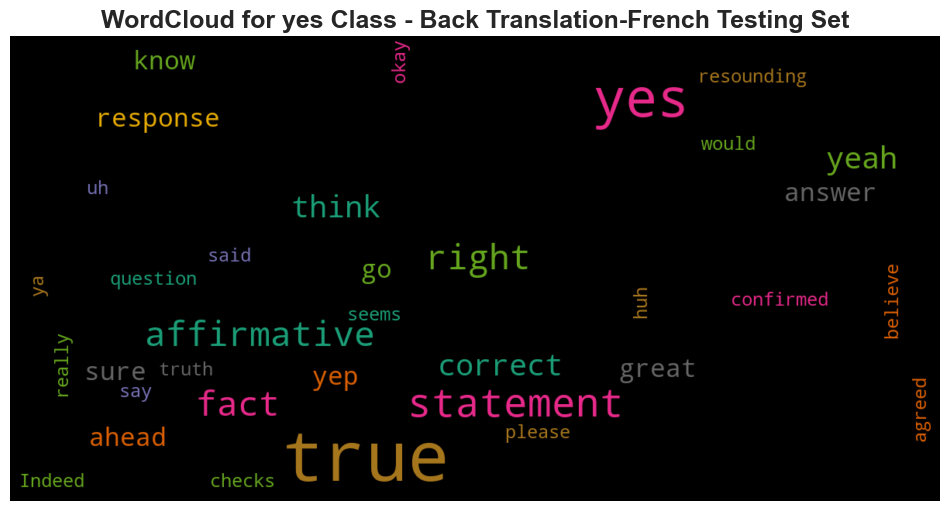 WordCloud for yes Class - Back Translation-French Testing Set
know
okay
yes
resounding
response
would
yeah
uh
answer
think
said
right
go
question
ya
huh
confirmed
believe
seems
affirmative
really
sure
truth
yep
correct
great
say
fact
statement
agreed
ahead
please
true
Indeed
checks